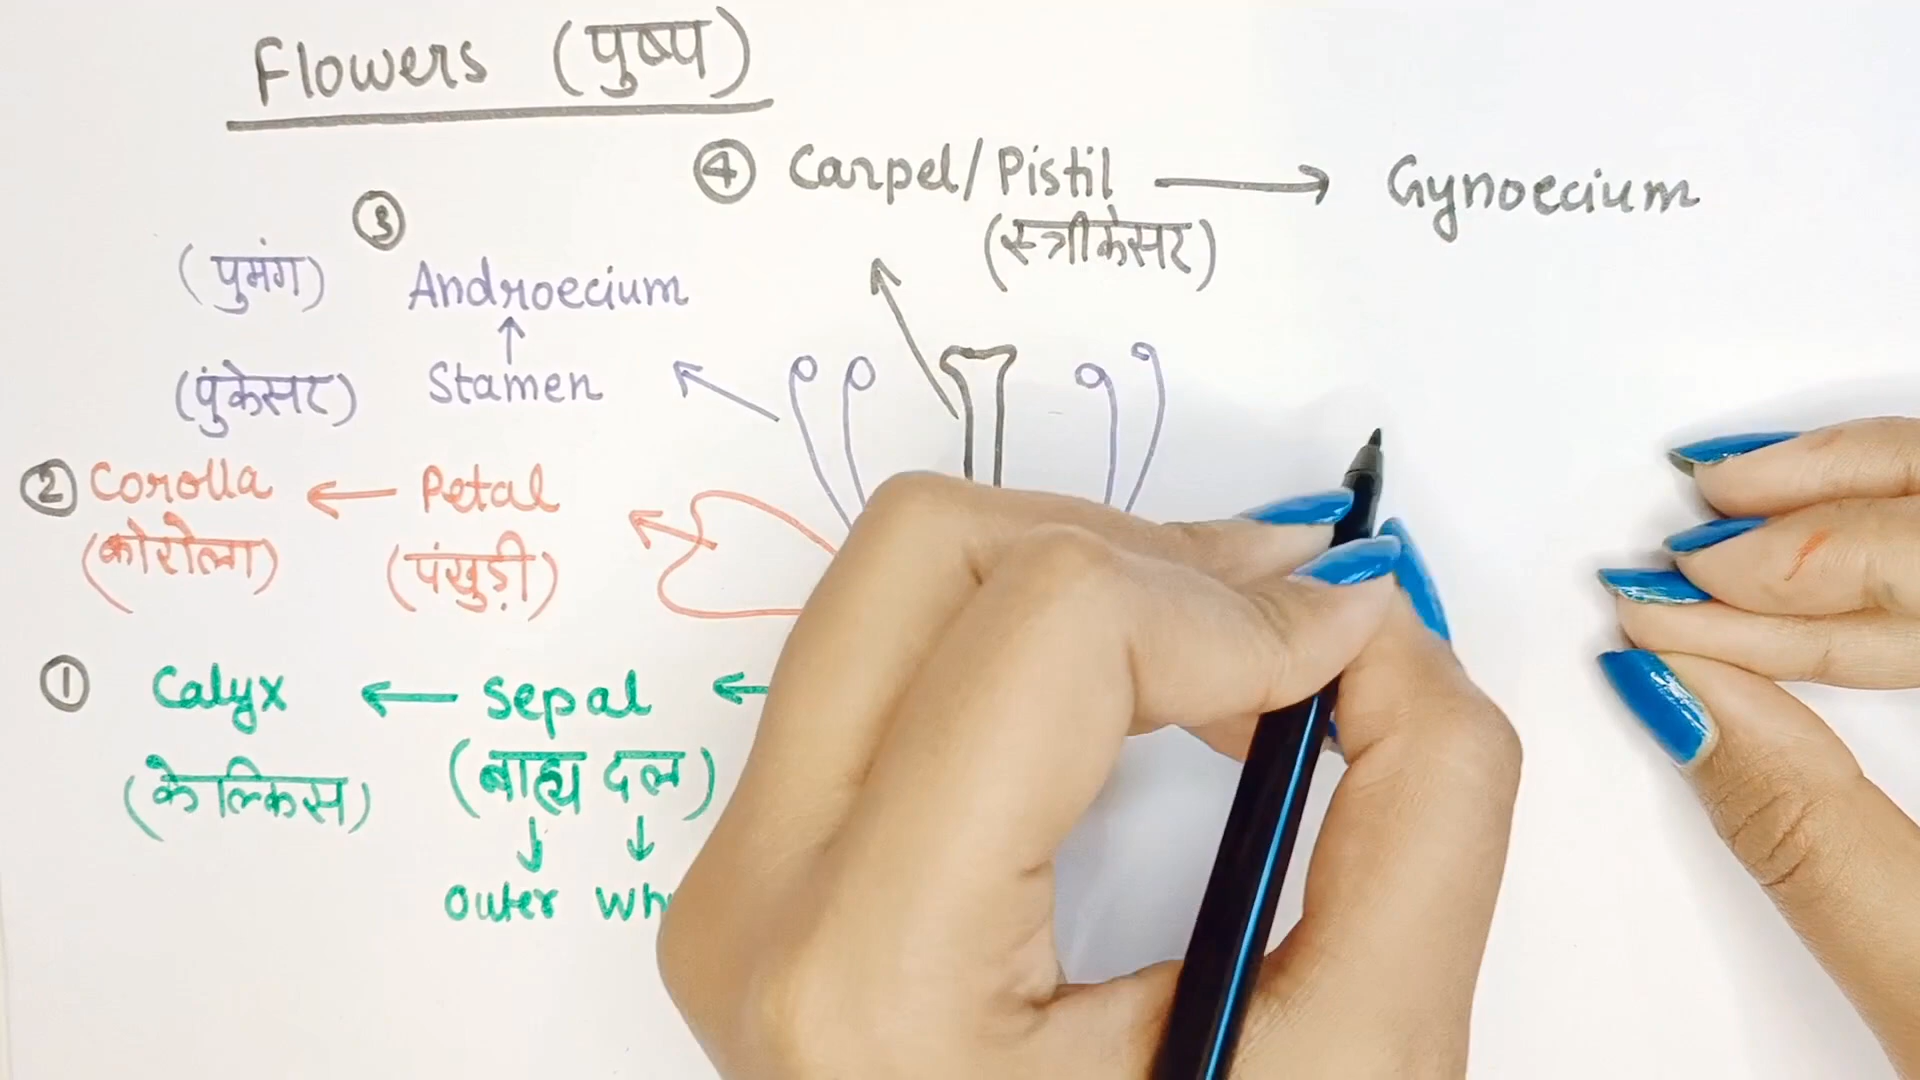 Flowers (पुष्प)
④ Carpel/Pistil → Gynoecium
(स्त्रीकेसर)
③
(पुमंग) Androecium
↑
(पुंकेसर) Stamen
② Corolla ← Petal
(कोरोला) (पंखुड़ी)
① Calyx ← Sepal ←
(केल्किस) (बाह्य दल)
↓ ↓
outer